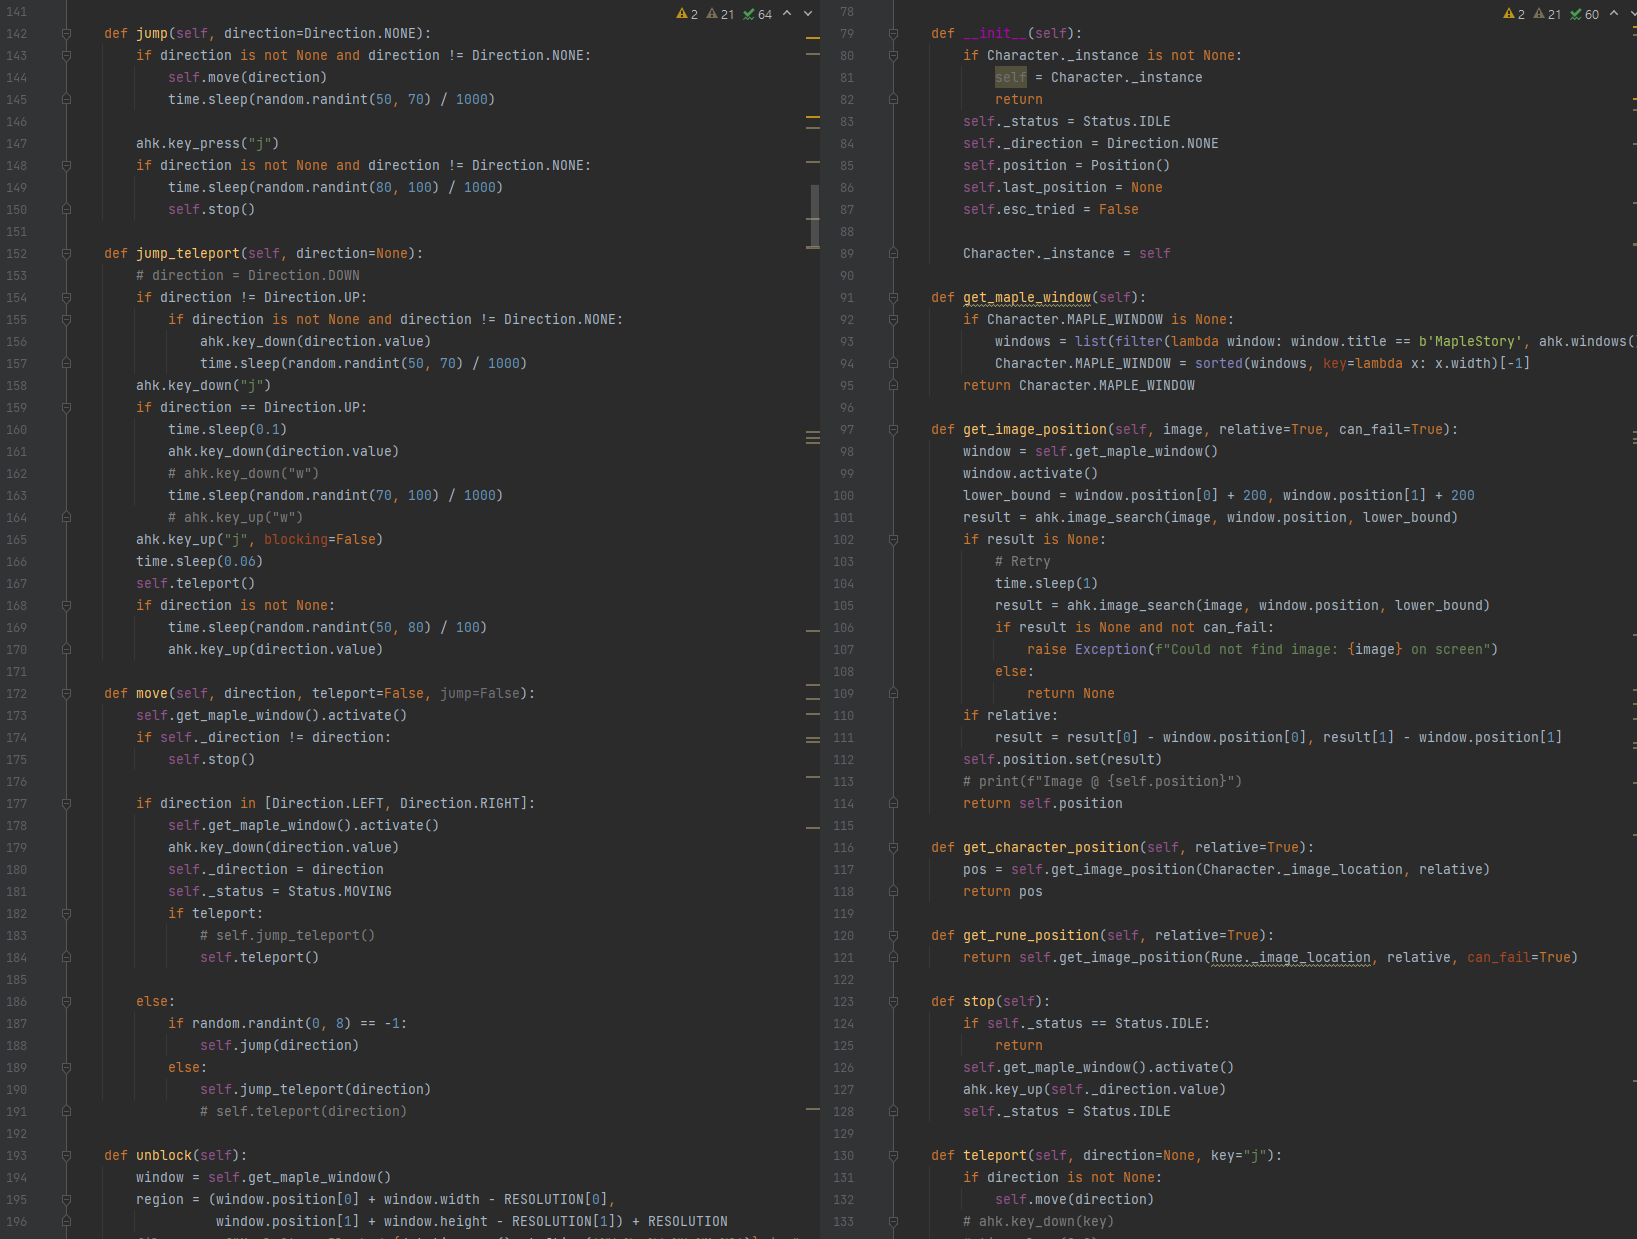 2 21 64
141
142 def jump(self, direction=Direction.NONE):
143 if direction is not None and direction != Direction.NONE:
144 self.move(direction)
145 time.sleep(random.randint(50, 70) / 1000)
146
147 ahk.key_press("j")
148 if direction is not None and direction != Direction.NONE:
149 time.sleep(random.randint(80, 100) / 1000)
150 self.stop()
151
152 def jump_teleport(self, direction=None):
153 # direction = Direction.DOWN
154 if direction != Direction.UP:
155 if direction is not None and direction != Direction.NONE:
156 ahk.key_down(direction.value)
157 time.sleep(random.randint(50, 70) / 1000)
158 ahk.key_down("j")
159 if direction == Direction.UP:
160 time.sleep(0.1)
161 ahk.key_down(direction.value)
162 # ahk.key_down("w")
163 time.sleep(random.randint(70, 100) / 1000)
164 # ahk.key_up("w")
165 ahk.key_up("j", blocking=False)
166 time.sleep(0.06)
167 self.teleport()
168 if direction is not None:
169 time.sleep(random.randint(50, 80) / 100)
170 ahk.key_up(direction.value)
171
172 def move(self, direction, teleport=False, jump=False):
173 self.get_maple_window().activate()
174 if self._direction != direction:
175 self.stop()
176
177 if direction in [Direction.LEFT, Direction.RIGHT]:
178 self.get_maple_window().activate()
179 ahk.key_down(direction.value)
180 self._direction = direction
181 self._status = Status.MOVING
182 if teleport:
183 # self.jump_teleport()
184 self.teleport()
185
186 else:
187 if random.randint(0, 8) == -1:
188 self.jump(direction)
189 else:
190 self.jump_teleport(direction)
191 # self.teleport(direction)
192
193 def unblock(self):
194 window = self.get_maple_window()
195 region = (window.position[0] + window.width - RESOLUTION[0],
196 window.position[1] + window.height - RESOLUTION[1]) + RESOLUTION
2 21 60
78
79 def __init__(self):
80 if Character._instance is not None:
81 self = Character._instance
82 return
83 self._status = Status.IDLE
84 self._direction = Direction.NONE
85 self.position = Position()
86 self.last_position = None
87 self.esc_tried = False
88
89 Character._instance = self
90
91 def get_maple_window(self):
92 if Character.MAPLE_WINDOW is None:
93 windows = list(filter(lambda window: window.title == b'MapleStory', ahk.windows()
94 Character.MAPLE_WINDOW = sorted(windows, key=lambda x: x.width)[-1]
95 return Character.MAPLE_WINDOW
96
97 def get_image_position(self, image, relative=True, can_fail=True):
98 window = self.get_maple_window()
99 window.activate()
100 lower_bound = window.position[0] + 200, window.position[1] + 200
101 result = ahk.image_search(image, window.position, lower_bound)
102 if result is None:
103 # Retry
104 time.sleep(1)
105 result = ahk.image_search(image, window.position, lower_bound)
106 if result is None and not can_fail:
107 raise Exception(f"Could not find image: {image} on screen")
108 else:
109 return None
110 if relative:
111 result = result[0] - window.position[0], result[1] - window.position[1]
112 self.position.set(result)
113 # print(f"Image @ {self.position}")
114 return self.position
115
116 def get_character_position(self, relative=True):
117 pos = self.get_image_position(Character._image_location, relative)
118 return pos
119
120 def get_rune_position(self, relative=True):
121 return self.get_image_position(Rune._image_location, relative, can_fail=True)
122
123 def stop(self):
124 if self._status == Status.IDLE:
125 return
126 self.get_maple_window().activate()
127 ahk.key_up(self._direction.value)
128 self._status = Status.IDLE
129
130 def teleport(self, direction=None, key="j"):
131 if direction is not None:
132 self.move(direction)
133 # ahk.key_down(key)